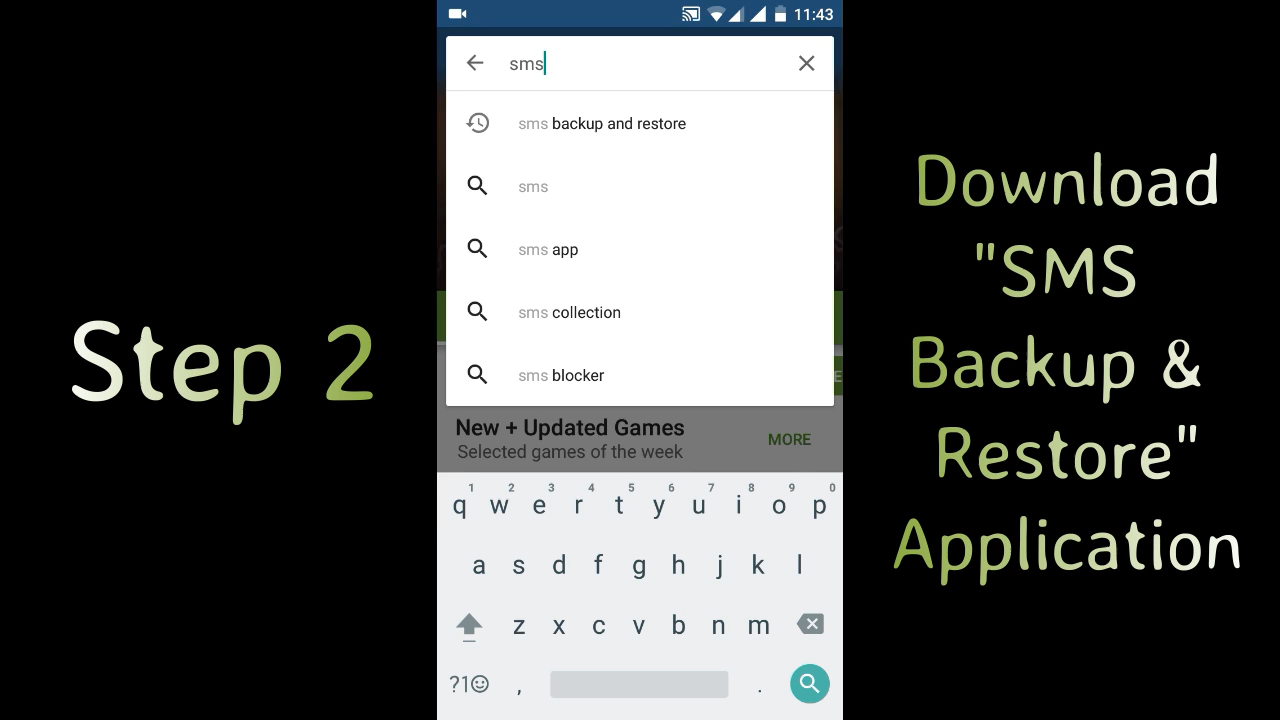 Step 2
11:43
sms
sms backup and restore
sms
sms app
sms collection
sms blocker
E
New + Updated Games
MORE
Selected games of the week
1 2 3 4 5 6 7 8 9 0
q w e r t y u i o p
a s d f g h j k l
z x c v b n m
?1☺ , .
Download
"SMS
Backup &
Restore"
Application